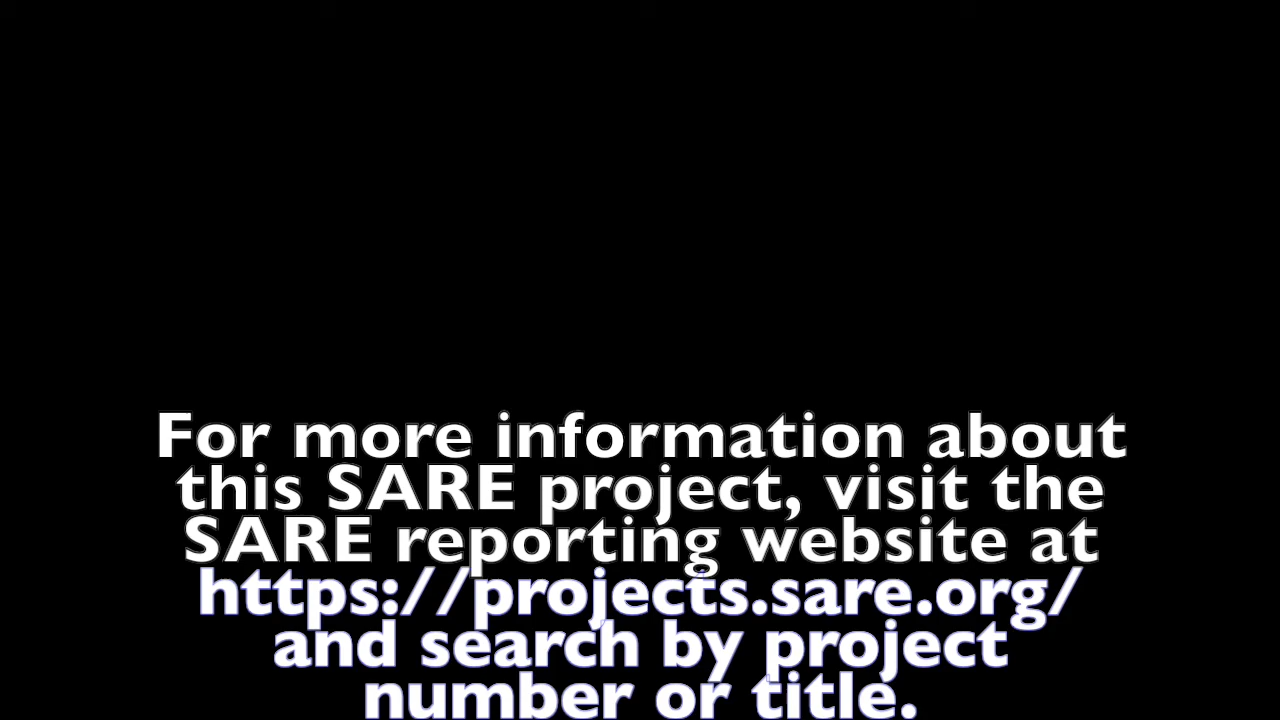 For more information about
this SARE project, visit the
SARE reporting website at
https://projects.sare.org/
and search by project
number or title.